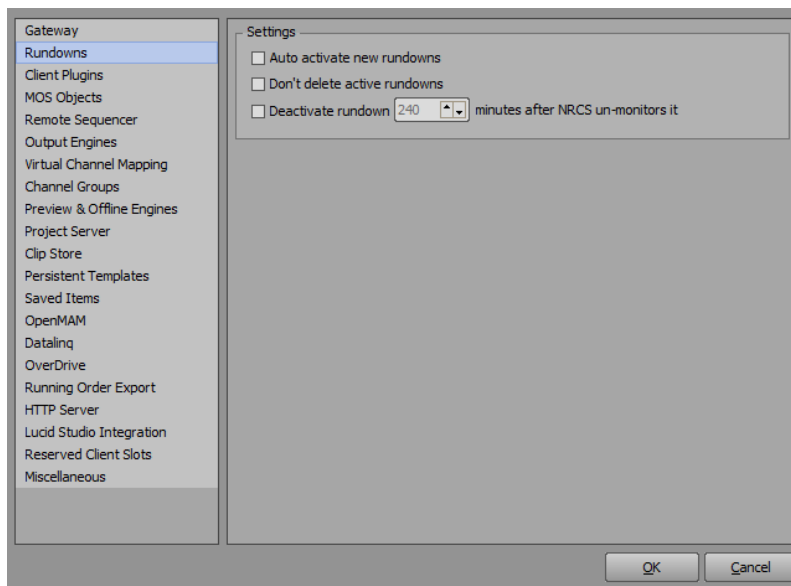 Gateway
Rundowns
Client Plugins
MOS Objects
Remote Sequencer
Output Engines
Virtual Channel Mapping
Channel Groups
Preview & Offline Engines
Project Server
Clip Store
Persistent Templates
Saved Items
OpenMAM
Datalinq
OverDrive
Running Order Export
HTTP Server
Lucid Studio Integration
Reserved Client Slots
Miscellaneous
Settings
Auto activate new rundowns
Don't delete active rundowns
Deactivate rundown 240 minutes after NRCS un-monitors it
OK
Cancel